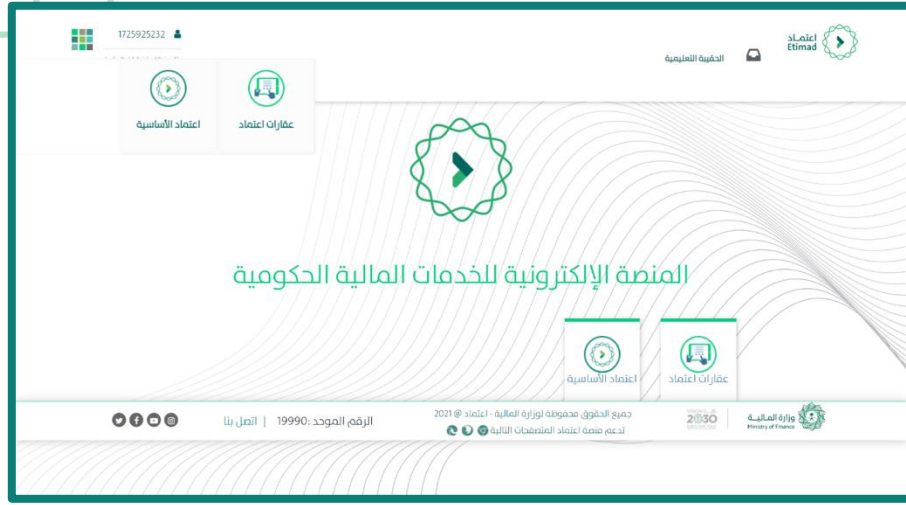 اعتمـاد
Etimad
الحقيبة التعليمية
1725925232
عقارات اعتماد
اعتماد الأساسية
المنصة الإلكترونية للخدمات المالية الحكومية
عقارات اعتماد
اعتماد الأساسية
وزارة المـاليـــة
Ministry of Finance
2030
جميع الحقوق محفوظة لوزارة المالية - اعتماد @ 2021
تدعم منصة اعتماد المتصفحات التالية
الرقم الموحد :19990 | اتصل بنا